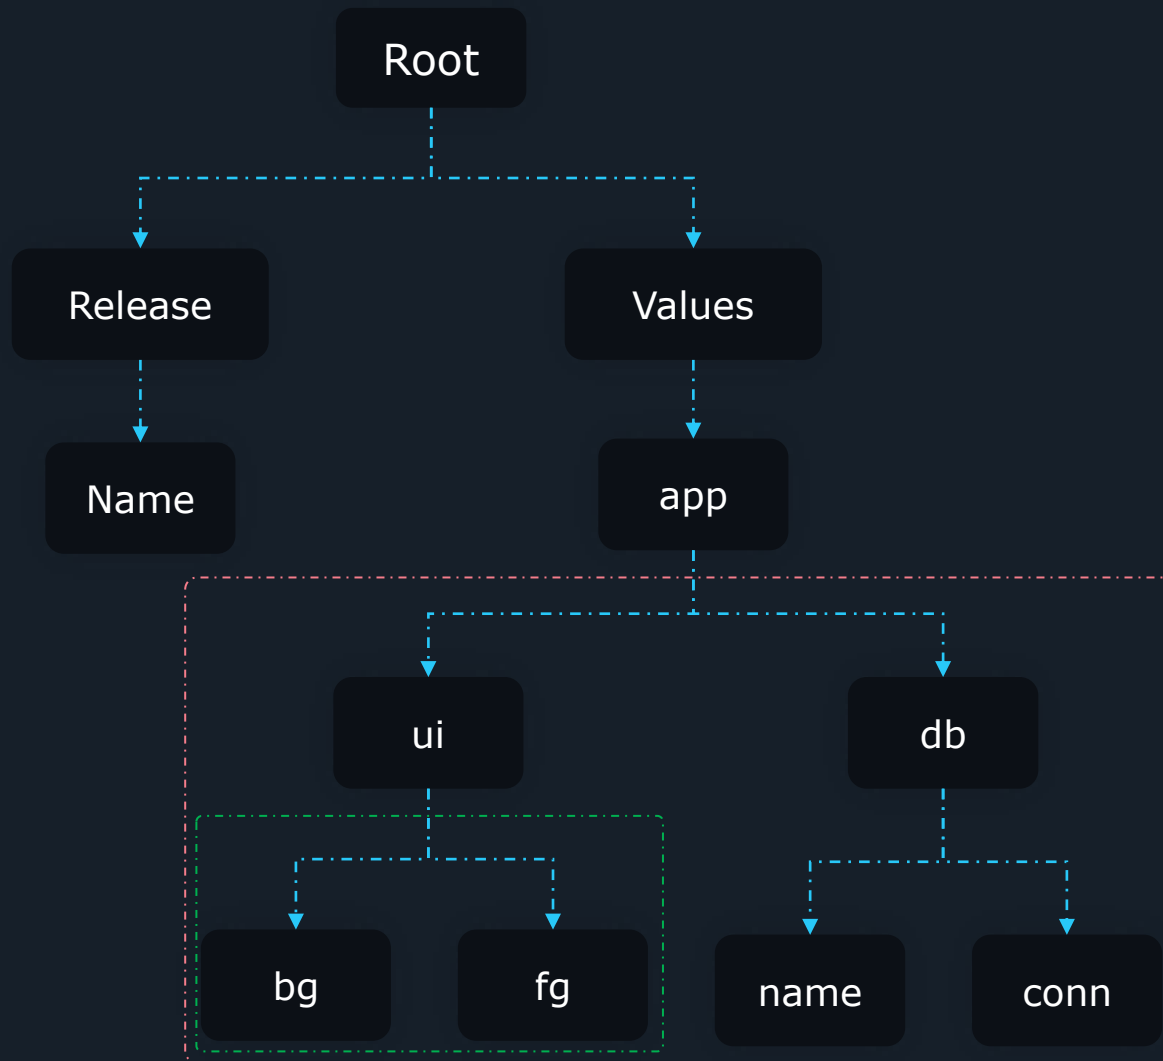 Root
Release
Values
Name
app
ui
db
bg
fg
name
conn